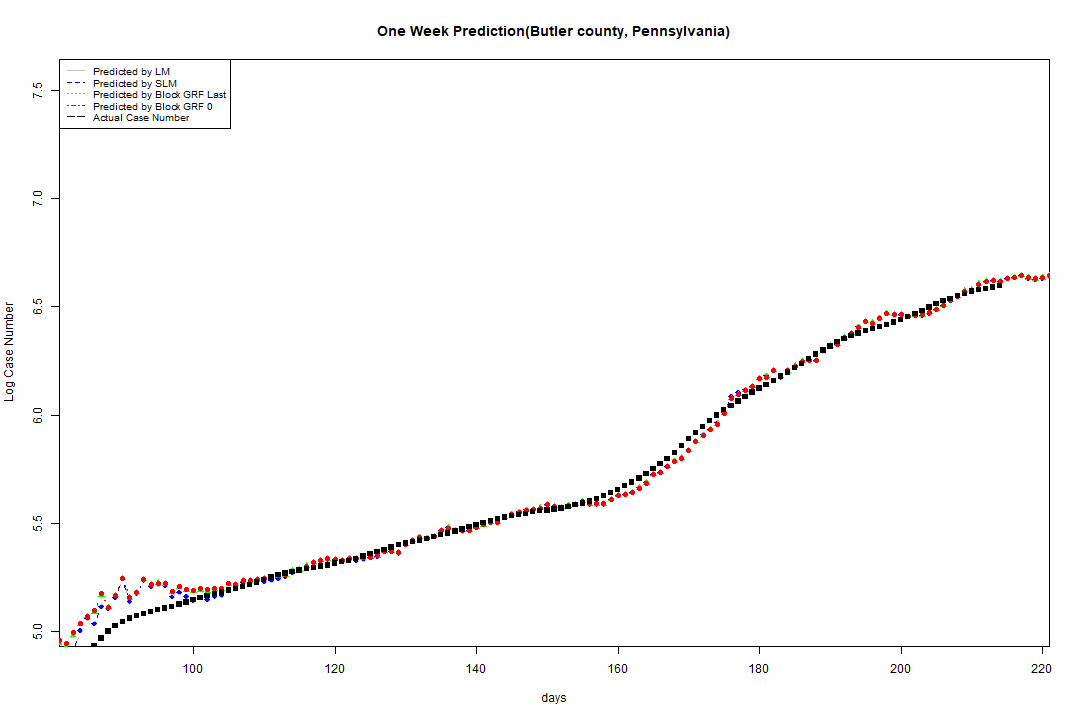 One Week Prediction(Butler county, Pennsylvania)
Predicted by LM
Predicted by SLM
Predicted by Block GRF Last
Predicted by Block GRF 0
Actual Case Number
7.5
7.0
6.5
6.0
5.5
5.0
Log Case Number
100 120 140 160 180 200 220
days